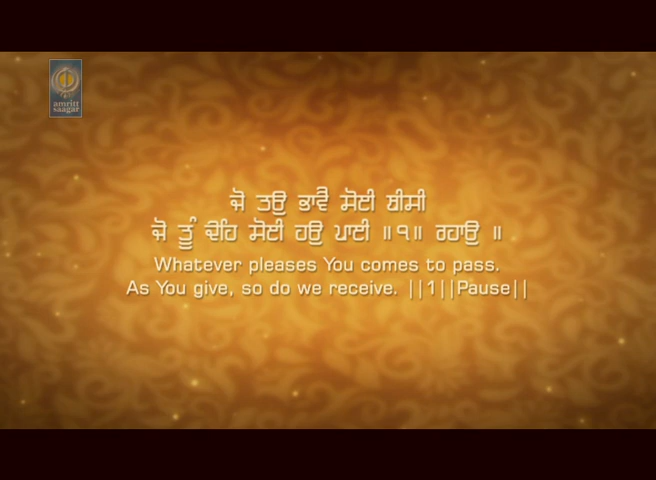 amritt
saagar
ਜੋ ਤਉ ਭਾਵੈ ਸੋਈ ਥੀਸੀ
ਜੋ ਤੂੰ ਦੇਹਿ ਸੋਈ ਹਉ ਪਾਈ ॥੧॥ ਰਹਾਉ ॥
Whatever pleases You comes to pass.
As You give, so do we receive. ||1||Pause||